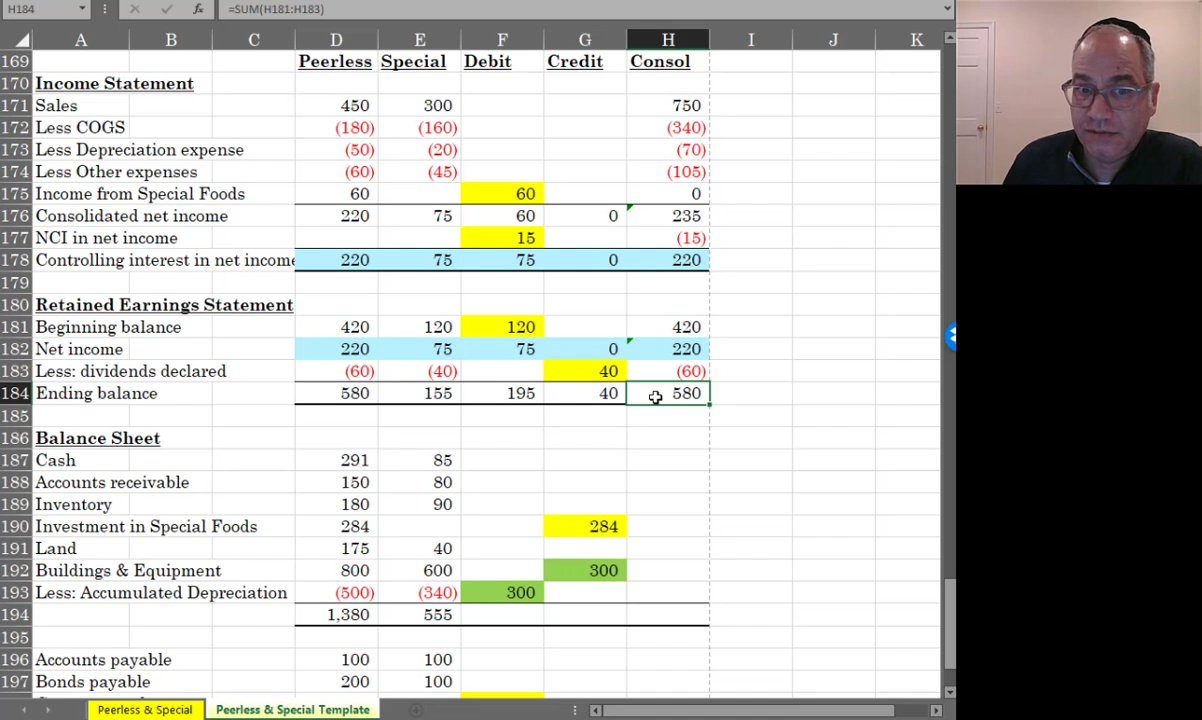 H184 =SUM(H181:H183)
A B C D E F G H I J K
169 Peerless Special Debit Credit Consol
170 Income Statement
171 Sales 450 300 750
172 Less COGS (180) (160) (340)
173 Less Depreciation expense (50) (20) (70)
174 Less Other expenses (60) (45) (105)
175 Income from Special Foods 60 60 0
176 Consolidated net income 220 75 60 0 235
177 NCI in net income 15 (15)
178 Controlling interest in net income 220 75 75 0 220
179
180 Retained Earnings Statement
181 Beginning balance 420 120 120 420
182 Net income 220 75 75 0 220
183 Less: dividends declared (60) (40) 40 (60)
184 Ending balance 580 155 195 40 580
185
186 Balance Sheet
187 Cash 291 85
188 Accounts receivable 150 80
189 Inventory 180 90
190 Investment in Special Foods 284 284
191 Land 175 40
192 Buildings & Equipment 800 600 300
193 Less: Accumulated Depreciation (500) (340) 300
194 1,380 555
195
196 Accounts payable 100 100
197 Bonds payable 200 100
Peerless & Special Peerless & Special Template